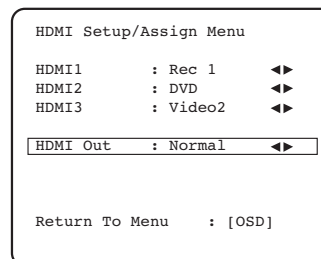 HDMI Setup/Assign Menu
HDMI1 : Rec 1 ◄►
HDMI2 : DVD ◄►
HDMI3 : Video2 ◄►
HDMI Out : Normal ◄►
Return To Menu : [OSD]